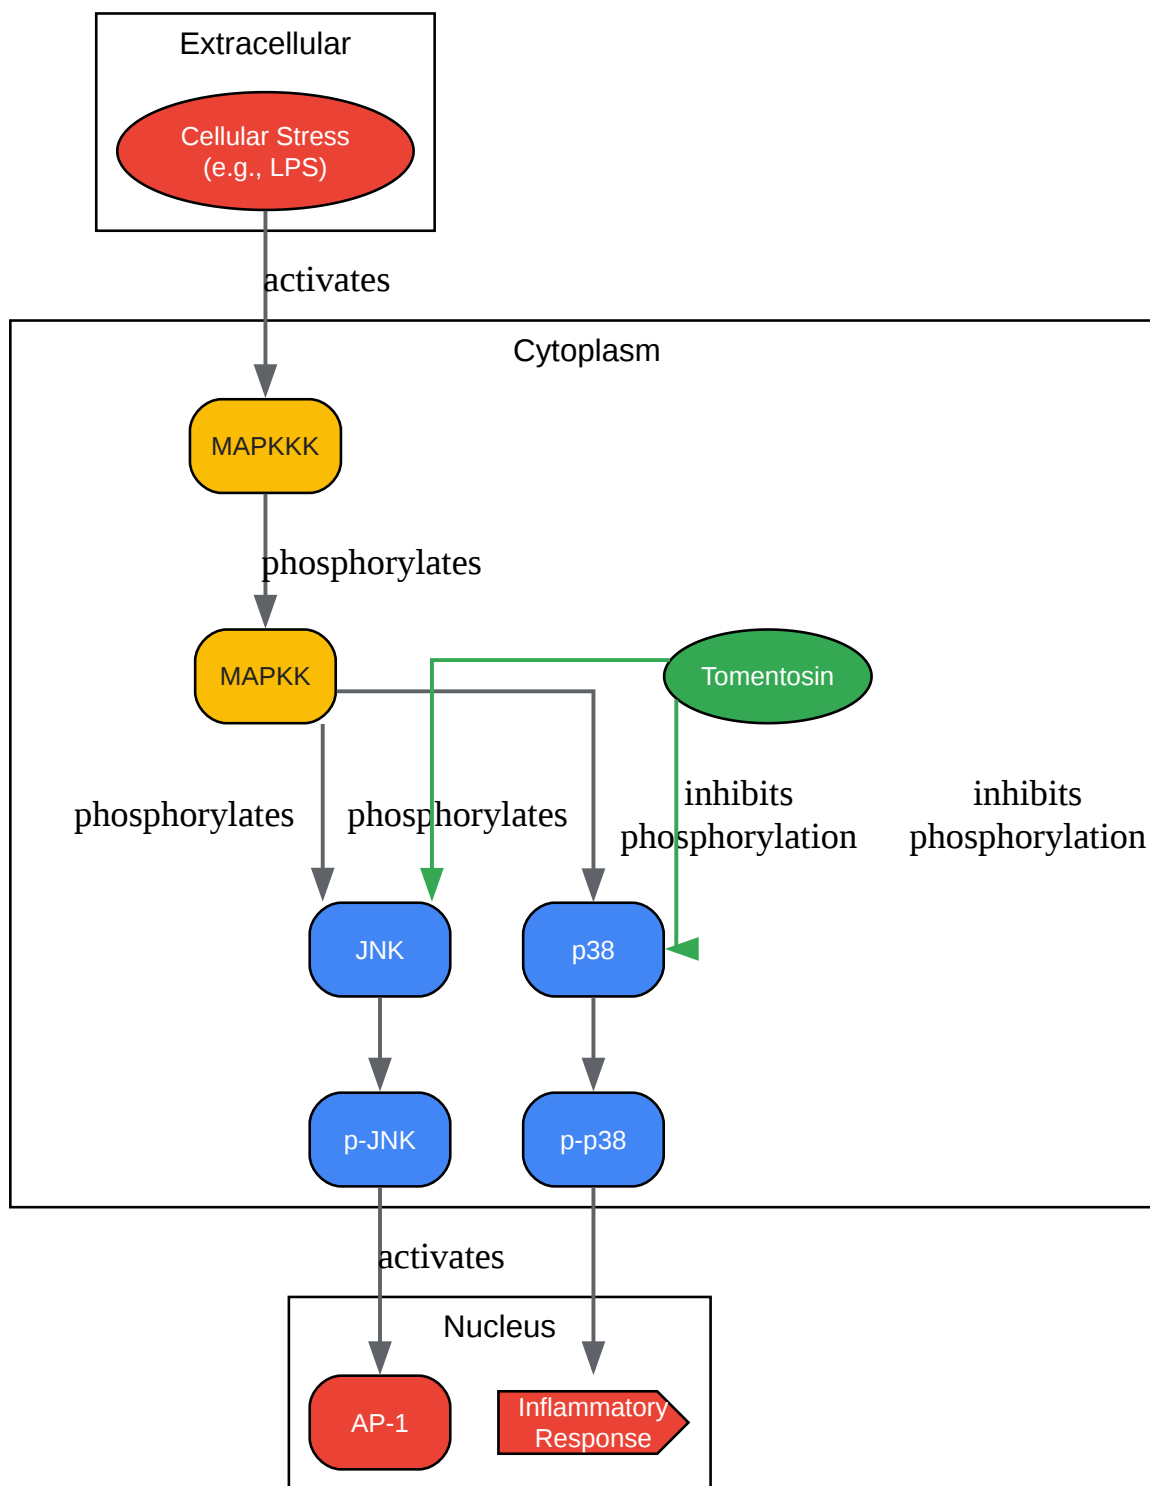 Extracellular
Cellular Stress
(e.g., LPS)
activates
Cytoplasm
MAPKKK
phosphorylates
MAPKK
Tomentosin
phosphorylates
phosphorylates
inhibits
phosphorylation
inhibits
phosphorylation
JNK
p38
p-JNK
p-p38
activates
Nucleus
AP-1
Inflammatory
Response